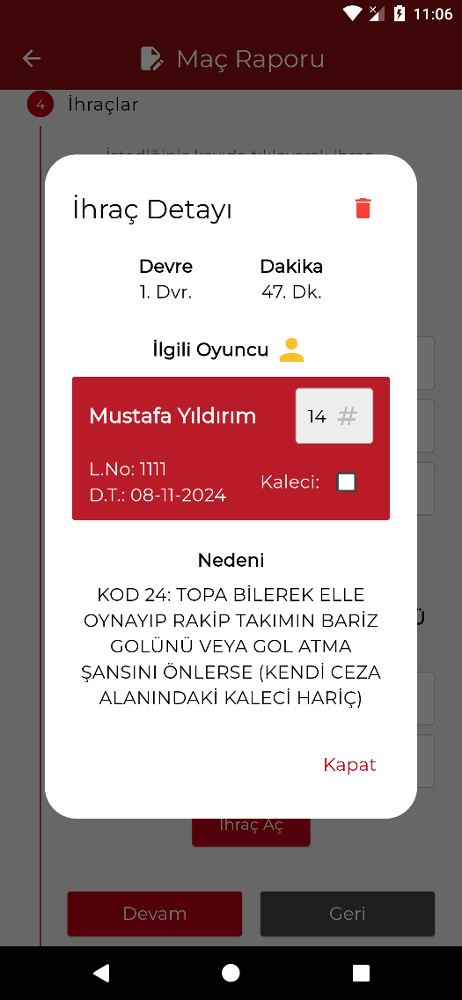 11:06
Maç Raporu
4 İhraçlar
İhraç Detayı
Devre Dakika
1. Dvr. 47. Dk.
İlgili Oyuncu
Mustafa Yıldırım 14 #
L.No: 1111
Kaleci:
D.T.: 08-11-2024
Nedeni
KOD 24: TOPA BİLEREK ELLE
OYNAYIP RAKİP TAKIMIN BARİZ
GOLÜNÜ VEYA GOL ATMA
ŞANSINI ÖNLERSE (KENDİ CEZA
ALANINDAKİ KALECİ HARİÇ)
Kapat
İhraç Aç
Devam Geri